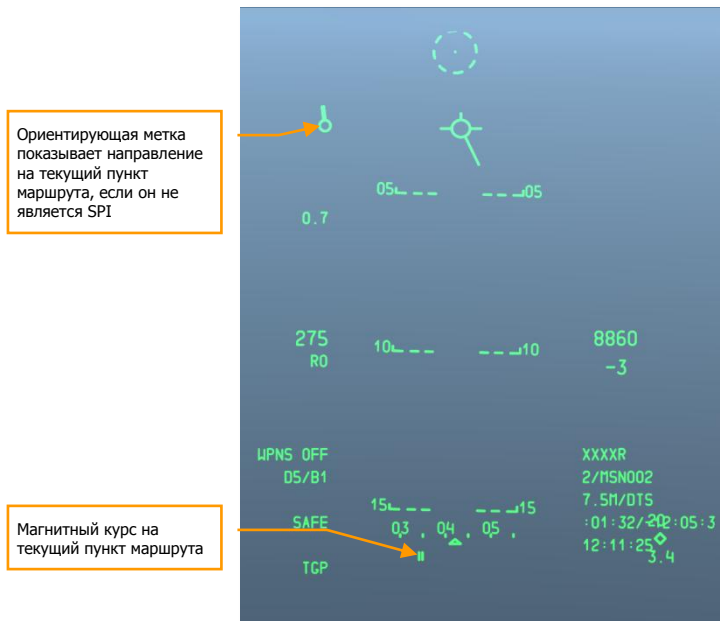 Ориентирующая метка
показывает направление
на текущий пункт
маршрута, если он не
является SPI
05 05
0.7
275 10 10 8860
R0 -3
WPNS OFF XXXXR
D5/B1 2/MSN002
15 15 7.5M/DTS
SAFE 03 04 05 :01:32/
12:11:25 3.4
TGP
Магнитный курс на
текущий пункт маршрута